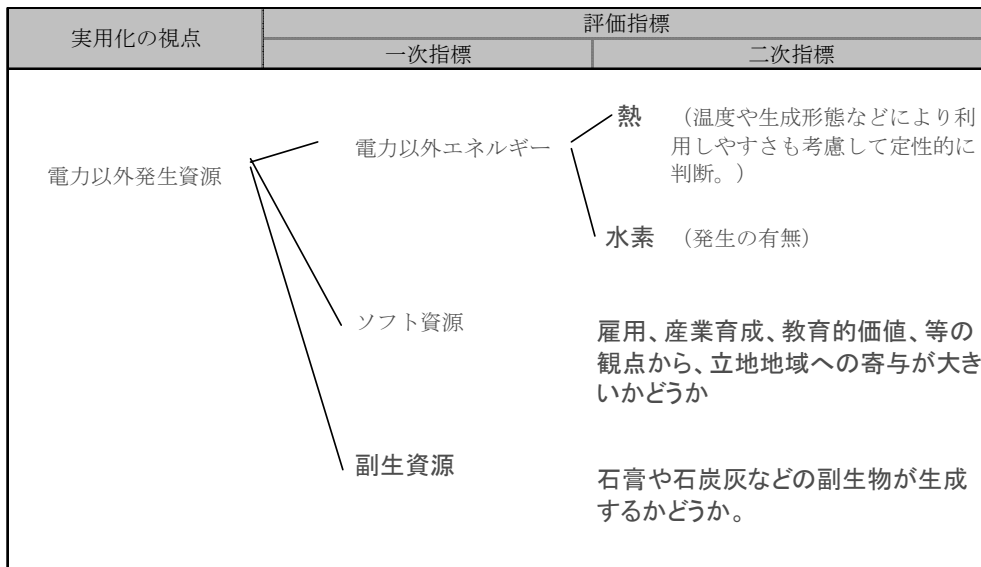 実用化の視点
評価指標
一次指標
二次指標
電力以外発生資源
電力以外エネルギー
熱 (温度や生成形態などにより利
用しやすさも考慮して定性的に
判断。)
水素 (発生の有無)
ソフト資源
雇用、産業育成、教育的価値、等の
観点から、立地地域への寄与が大き
いかどうか
副生資源
石膏や石炭灰などの副生物が生成
するかどうか。